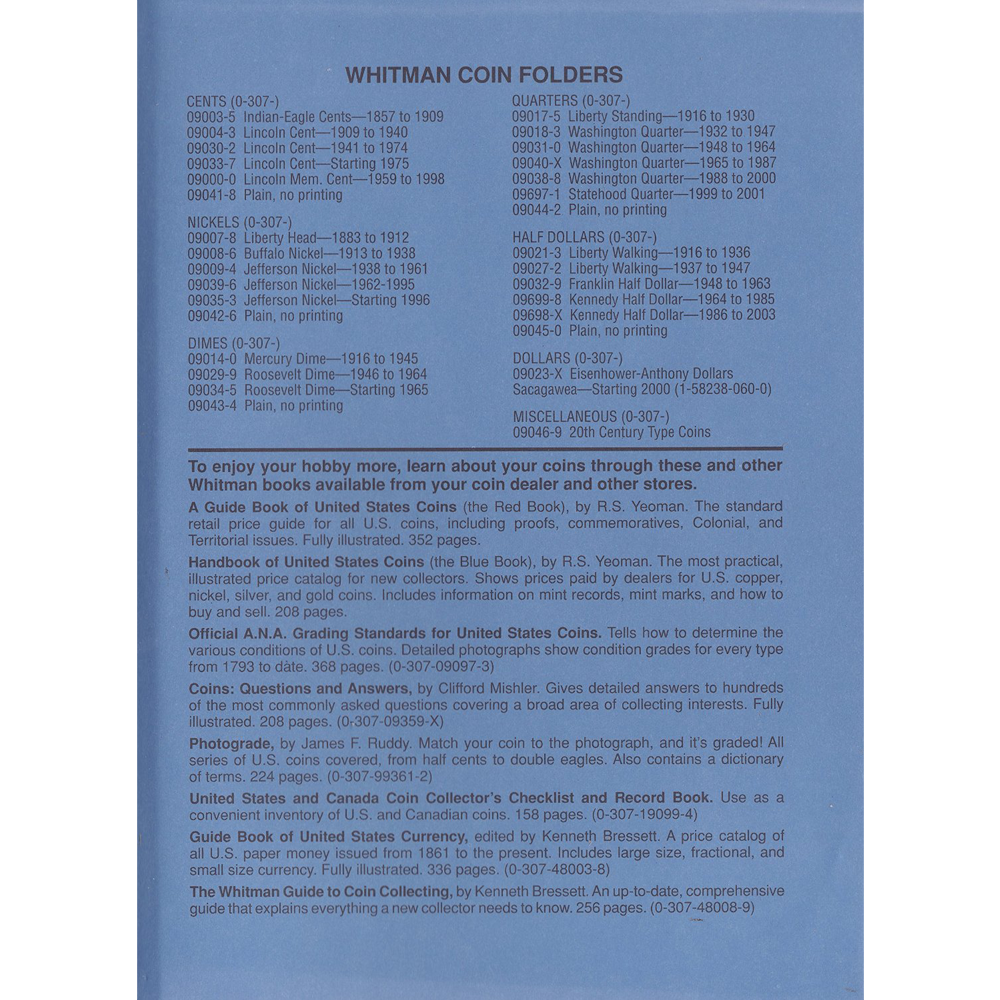 WHITMAN COIN FOLDERS
CENTS (0-307-)
09003-5 Indian-Eagle Cents—1857 to 1909
09004-3 Lincoln Cent—1909 to 1940
09030-2 Lincoln Cent—1941 to 1974
09033-7 Lincoln Cent—Starting 1975
09000-0 Lincoln Mem. Cent—1959 to 1998
09041-8 Plain, no printing
NICKELS (0-307-)
09007-8 Liberty Head—1883 to 1912
09008-6 Buffalo Nickel—1913 to 1938
09009-4 Jefferson Nickel—1938 to 1961
09039-6 Jefferson Nickel—1962-1995
09035-3 Jefferson Nickel—Starting 1996
09042-6 Plain, no printing
DIMES (0-307-)
09014-0 Mercury Dime—1916 to 1945
09029-9 Roosevelt Dime—1946 to 1964
09034-5 Roosevelt Dime—Starting 1965
09043-4 Plain, no printing
QUARTERS (0-307-)
09017-5 Liberty Standing—1916 to 1930
09018-3 Washington Quarter—1932 to 1947
09031-0 Washington Quarter—1948 to 1964
09040-X Washington Quarter—1965 to 1987
09038-8 Washington Quarter—1988 to 2000
09697-1 Statehood Quarter—1999 to 2001
09044-2 Plain, no printing
HALF DOLLARS (0-307-)
09021-3 Liberty Walking—1916 to 1936
09027-2 Liberty Walking—1937 to 1947
09032-9 Franklin Half Dollar—1948 to 1963
09699-8 Kennedy Half Dollar—1964 to 1985
09698-X Kennedy Half Dollar—1986 to 2003
09045-0 Plain, no printing
DOLLARS (0-307-)
09023-X Eisenhower-Anthony Dollars
Sacagawea—Starting 2000 (1-58238-060-0)
MISCELLANEOUS (0-307-)
09046-9 20th Century Type Coins
To enjoy your hobby more, learn about your coins through these and other
Whitman books available from your coin dealer and other stores.
A Guide Book of United States Coins (the Red Book), by R.S. Yeoman. The standard
retail price guide for all U.S. coins, including proofs, commemoratives, Colonial, and
Territorial issues. Fully illustrated. 352 pages.
Handbook of United States Coins (the Blue Book), by R.S. Yeoman. The most practical,
illustrated price catalog for new collectors. Shows prices paid by dealers for U.S. copper,
nickel, silver, and gold coins. Includes information on mint records, mint marks, and how to
buy and sell. 208 pages.
Official A.N.A. Grading Standards for United States Coins. Tells how to determine the
various conditions of U.S. coins. Detailed photographs show condition grades for every type
from 1793 to date. 368 pages. (0-307-09097-3)
Coins: Questions and Answers, by Clifford Mishler. Gives detailed answers to hundreds
of the most commonly asked questions covering a broad area of collecting interests. Fully
illustrated. 208 pages. (0-307-09359-X)
Photograde, by James F. Ruddy. Match your coin to the photograph, and it's graded! All
series of U.S. coins covered, from half cents to double eagles. Also contains a dictionary
of terms. 224 pages. (0-307-99361-2)
United States and Canada Coin Collector's Checklist and Record Book. Use as a
convenient inventory of U.S. and Canadian coins. 158 pages. (0-307-19099-4)
Guide Book of United States Currency, edited by Kenneth Bressett. A price catalog of
all U.S. paper money issued from 1861 to the present. Includes large size, fractional, and
small size currency. Fully illustrated. 336 pages. (0-307-48003-8)
The Whitman Guide to Coin Collecting, by Kenneth Bressett. An up-to-date, comprehensive
guide that explains everything a new collector needs to know. 256 pages. (0-307-48008-9)